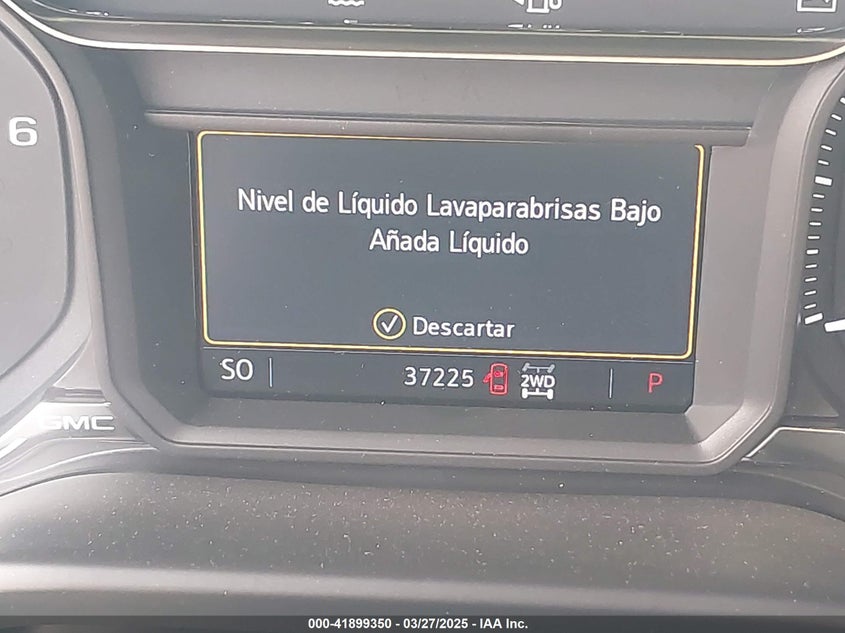 6
Nivel de Líquido Lavaparabrisas Bajo
Añada Líquido
Descartar
SO
37225
2WD
P
GMC
000-41899350 - 03/27/2025 - IAA Inc.